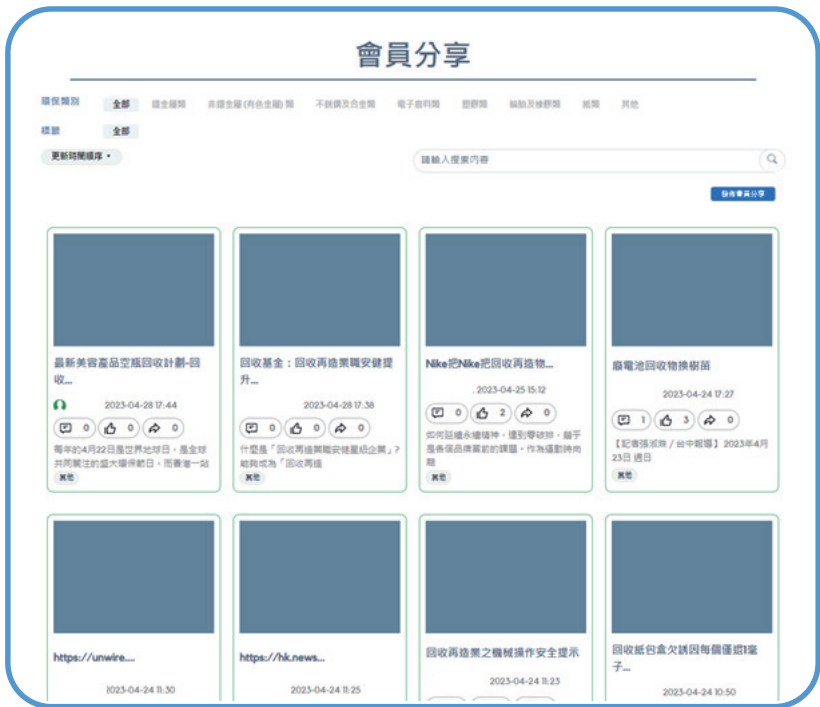 會員分享
環保類別 全部 鐵金屬類 非鐵金屬(有色金屬)類 不銹鋼及合金類 電子廢料類 塑膠類 輪胎及橡膠類 紙類 其他
標籤 全部
更新時間順序
請輸入搜索內容
發佈會員分享
最新美容產品空瓶回收計劃-回收...
2023-04-28 17:44
0 0 0
每年的4月22日是世界地球日,是全球共同關注的盛大環保節日,而香港一站
其他
回收基金:回收再造業職安健提升...
2023-04-28 17:38
0 0 0
什麼是「回收再造業職安健星級企業」?能夠成為「回收再造
其他
Nike把Nike把回收再造物...
. 2023-04-25 15:12
0 2 0
如何延續永續精神,達到零碳排,幾乎是各個品牌當前的課題,作為運動時尚
其他
廢電池回收物換樹苗
2023-04-24 17:27
1 3 0
【記者張淑珠/台中報導】2023年4月23日 週日
其他
https://unwire....
2023-04-24 11:30
https://hk.news...
2023-04-24 11:25
回收再造業之機械操作安全提示
2023-04-24 11:23
回收紙包盒欠誘因每個僅退1毫子...
2023-04-24 10:50